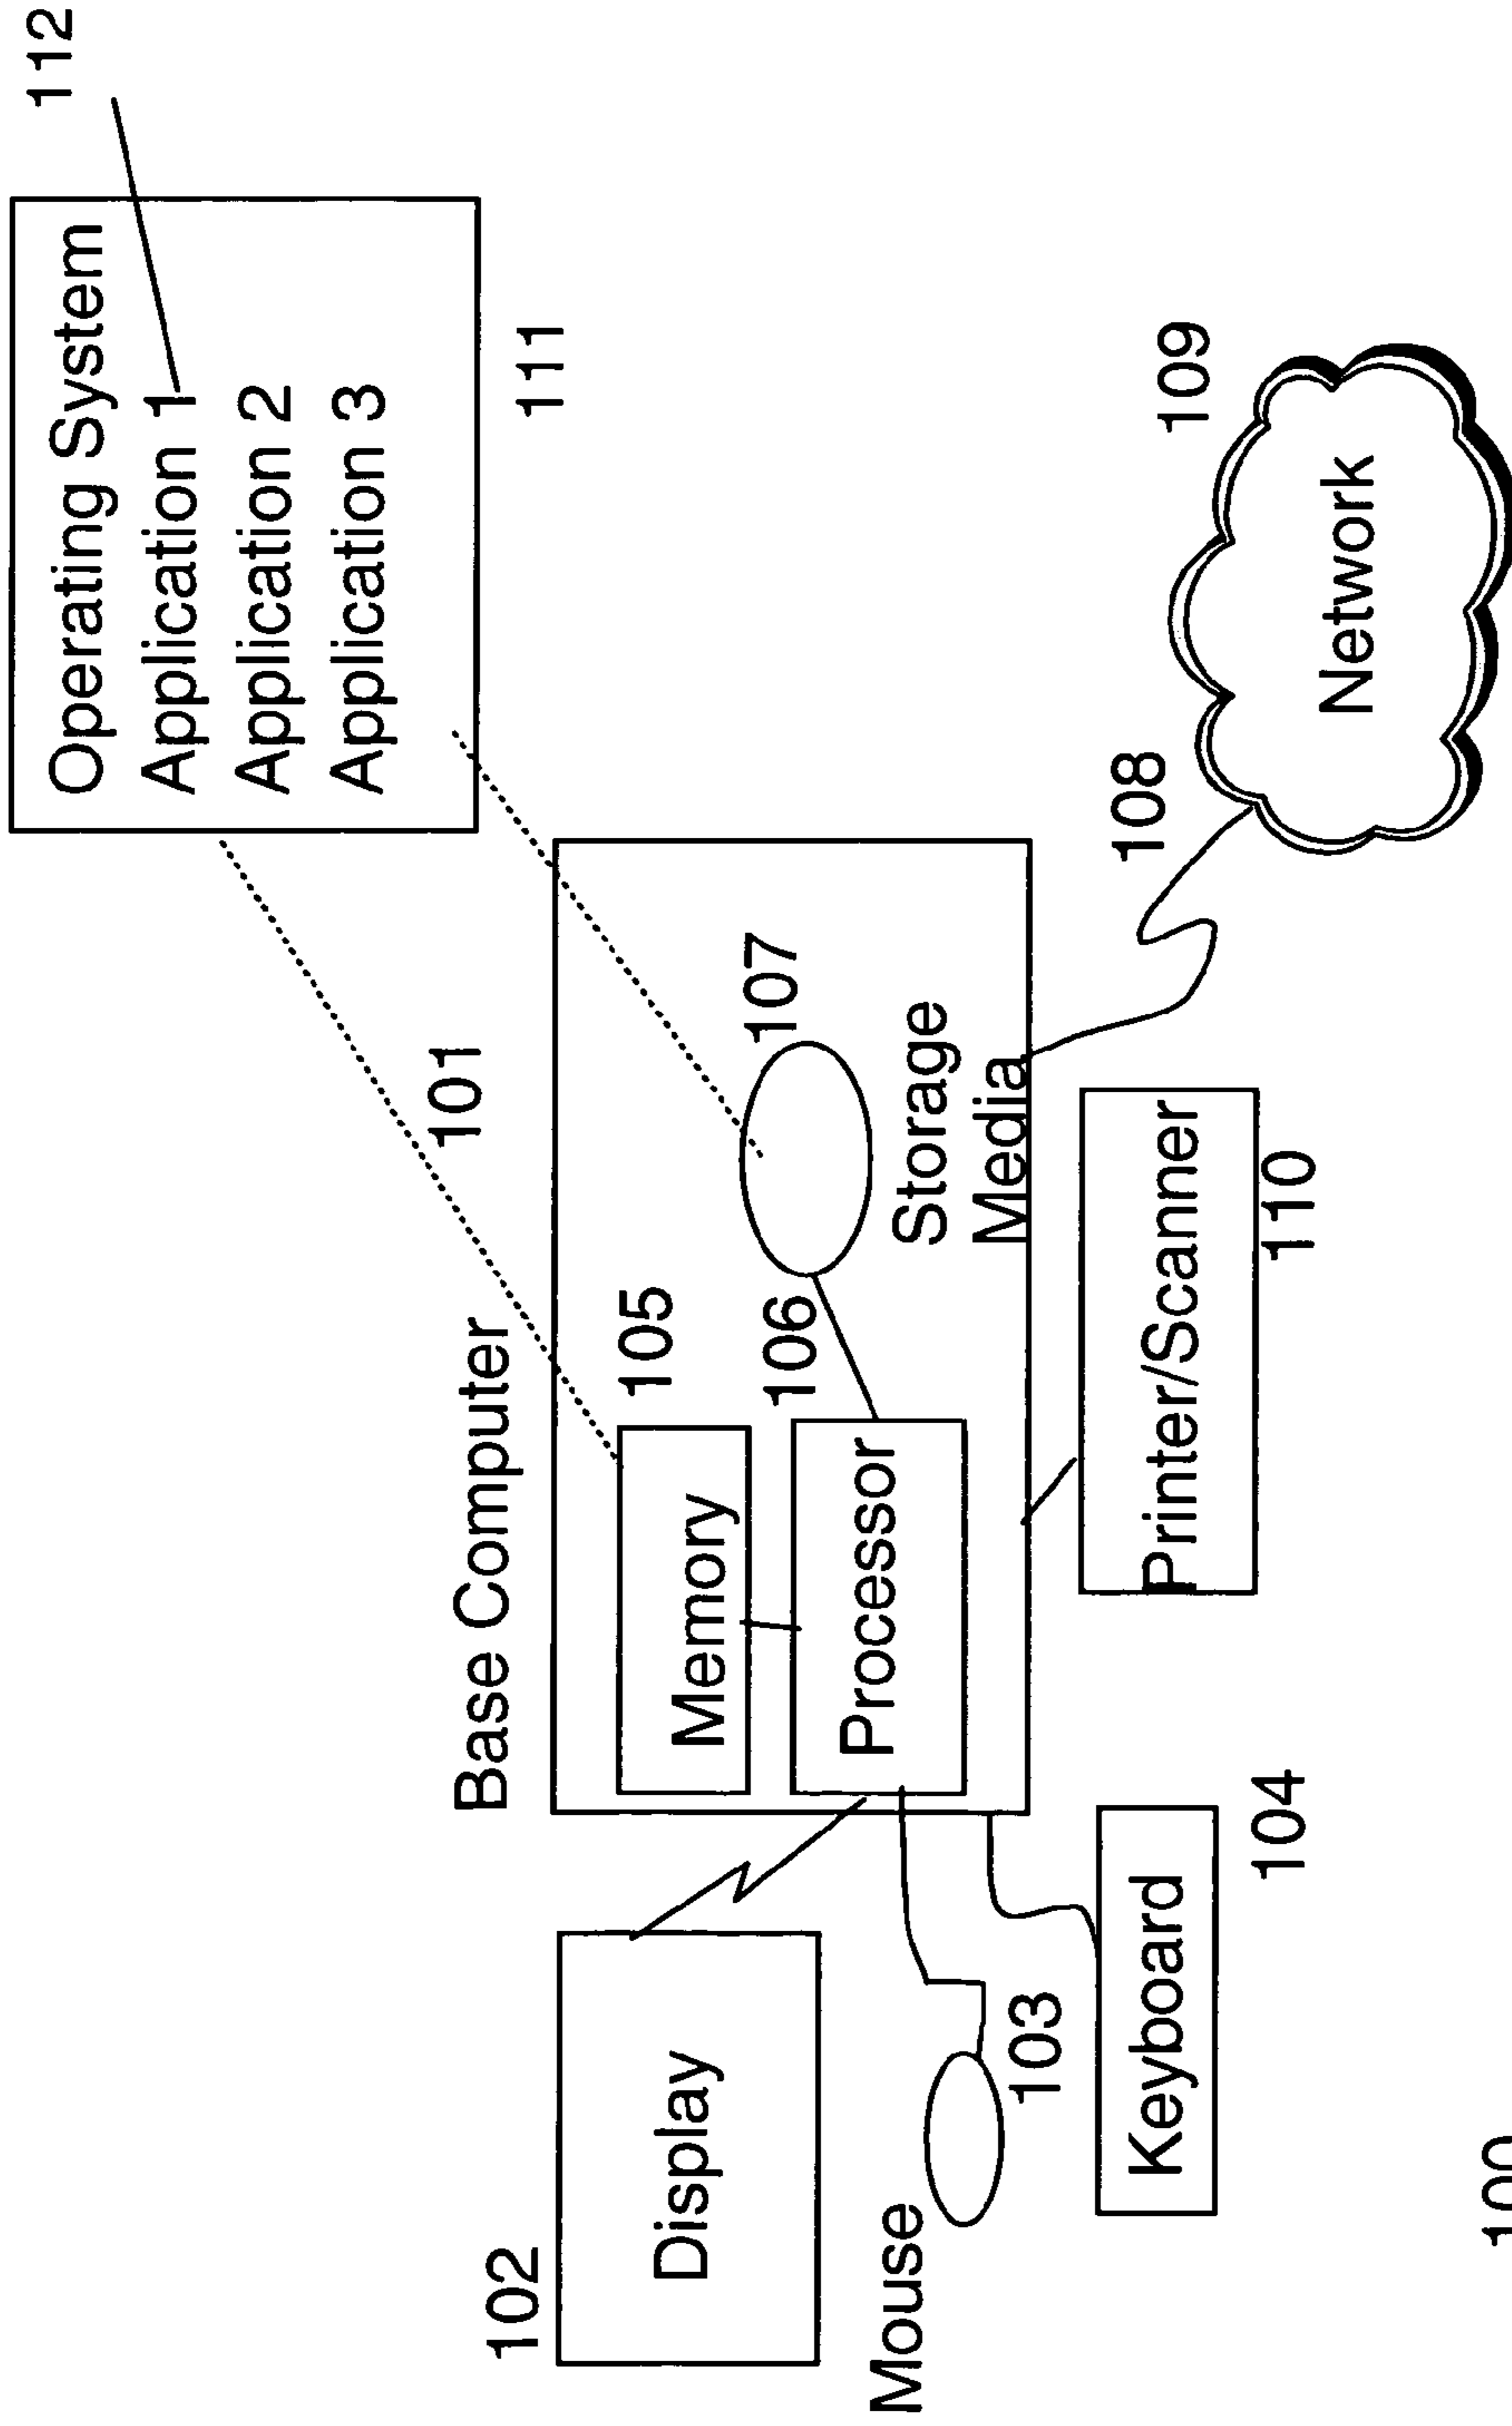 112
Operating System
Application 1
Application 2
Application 3
111
Base Computer
101
102
Display
Memory
105
Processor
106
107
Storage
Media
Mouse
103
Keyboard
104
Printer/Scanner
110
108
109
Network
100